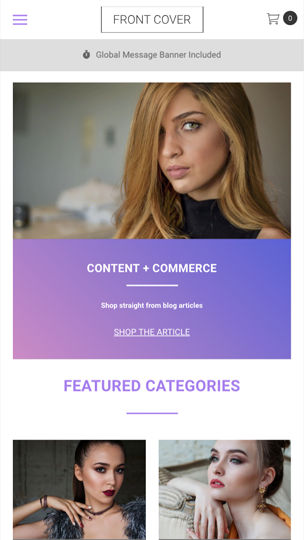 FRONT COVER
0
Global Message Banner Included
CONTENT + COMMERCE
Shop straight from blog articles
SHOP THE ARTICLE
FEATURED CATEGORIES